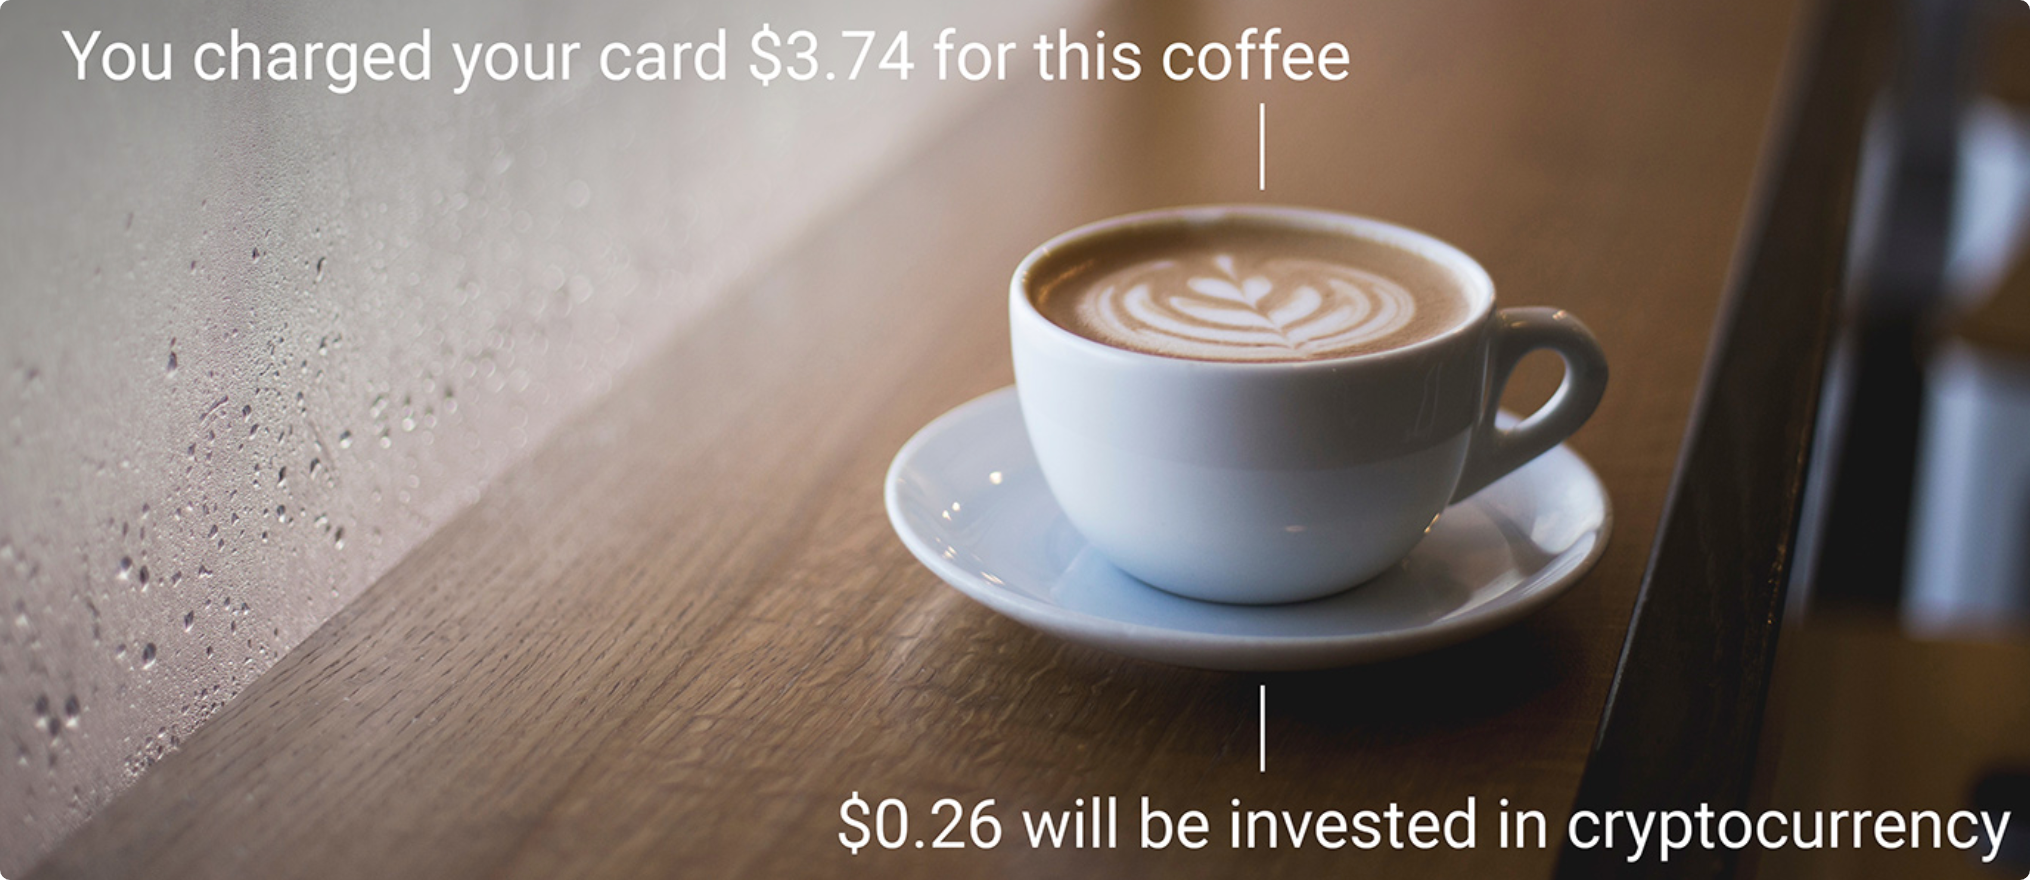 You charged your card $3.74 for this coffee
$0.26 will be invested in cryptocurrency